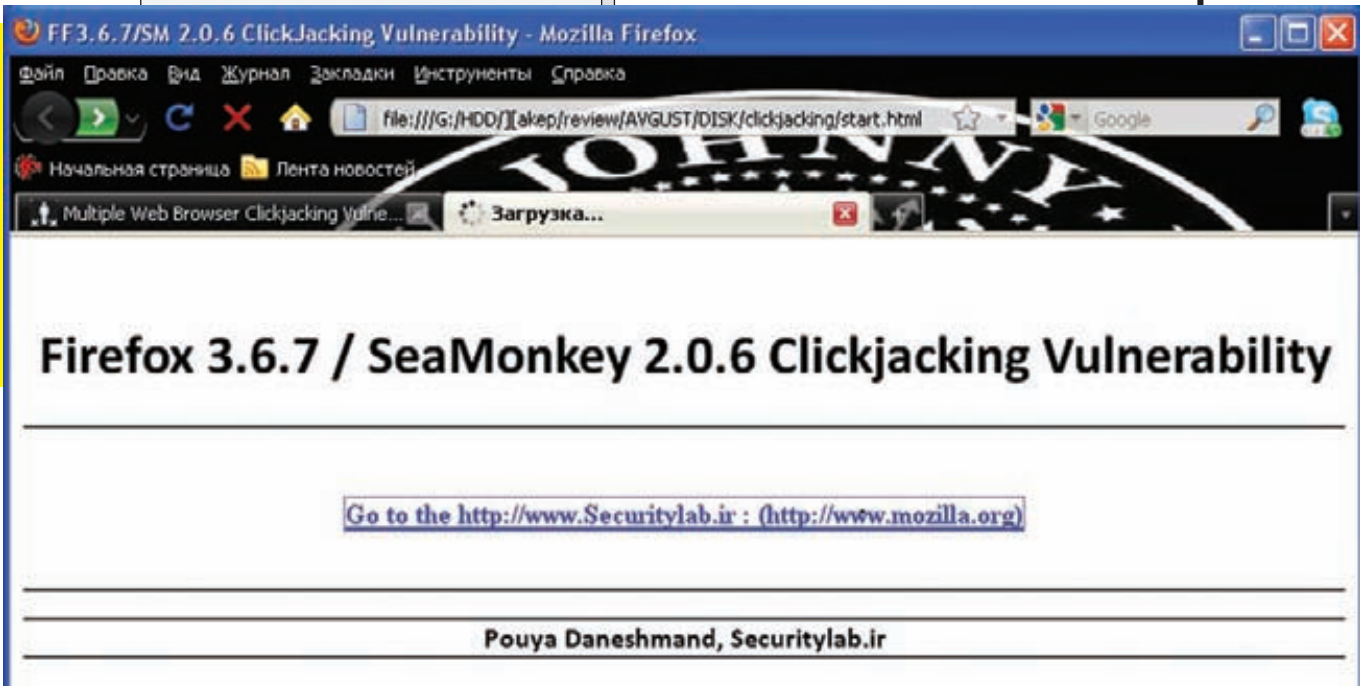 FF3.6.7/SM 2.0.6 ClickJacking Vulnerability - Mozilla Firefox
Файл Правка Вид Журнал Закладки Инструменты Справка
file:///G:/HDD/][akep/review/AVGUST/DISK/clickjacking/start.html Google
Начальная страница Лента новостей
JOHNNY
Multiple Web Browser Clickjacking Vulne... Загрузка...
Firefox 3.6.7 / SeaMonkey 2.0.6 Clickjacking Vulnerability
Go to the http://www.Securitylab.ir : (http://www.mozilla.org)
Pouya Daneshmand, Securitylab.ir